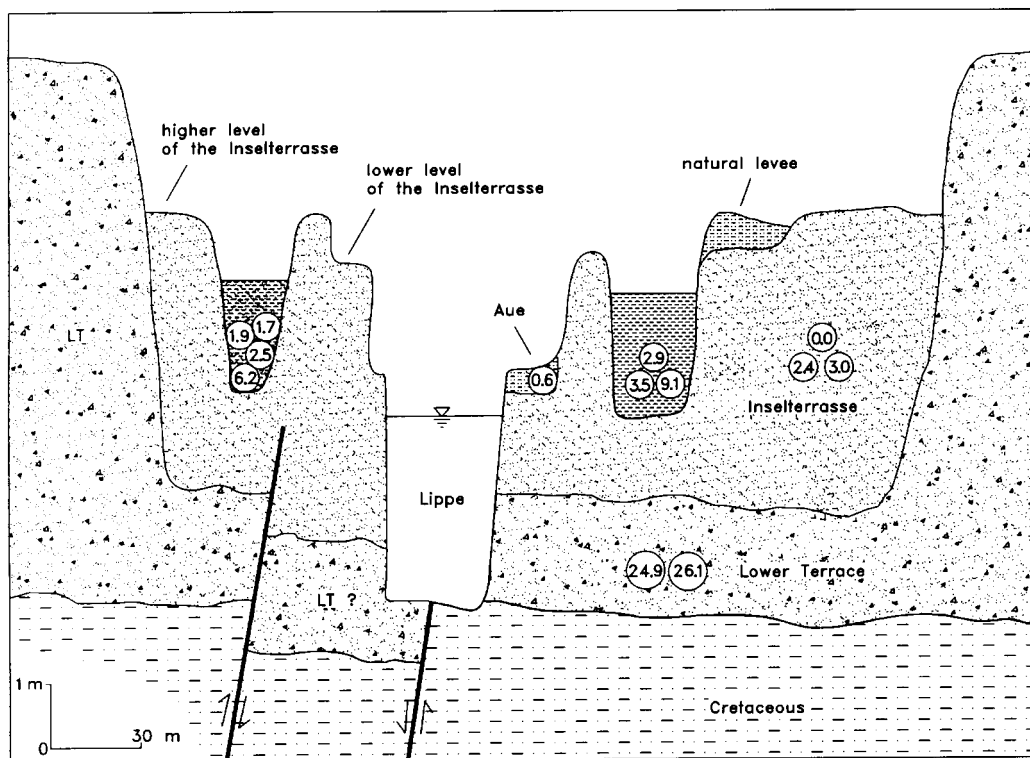 higher level
of the Inselterrasse
lower level
of the Inselterrasse
natural levee
LT
1.9
1.7
2.5
6.2
Aue
0.6
2.9
3.5
9.1
0.0
2.4
3.0
Inselterrasse
Lippe
24.9
26.1
Lower Terrace
LT ?
Cretaceous
1 m
0
30 m